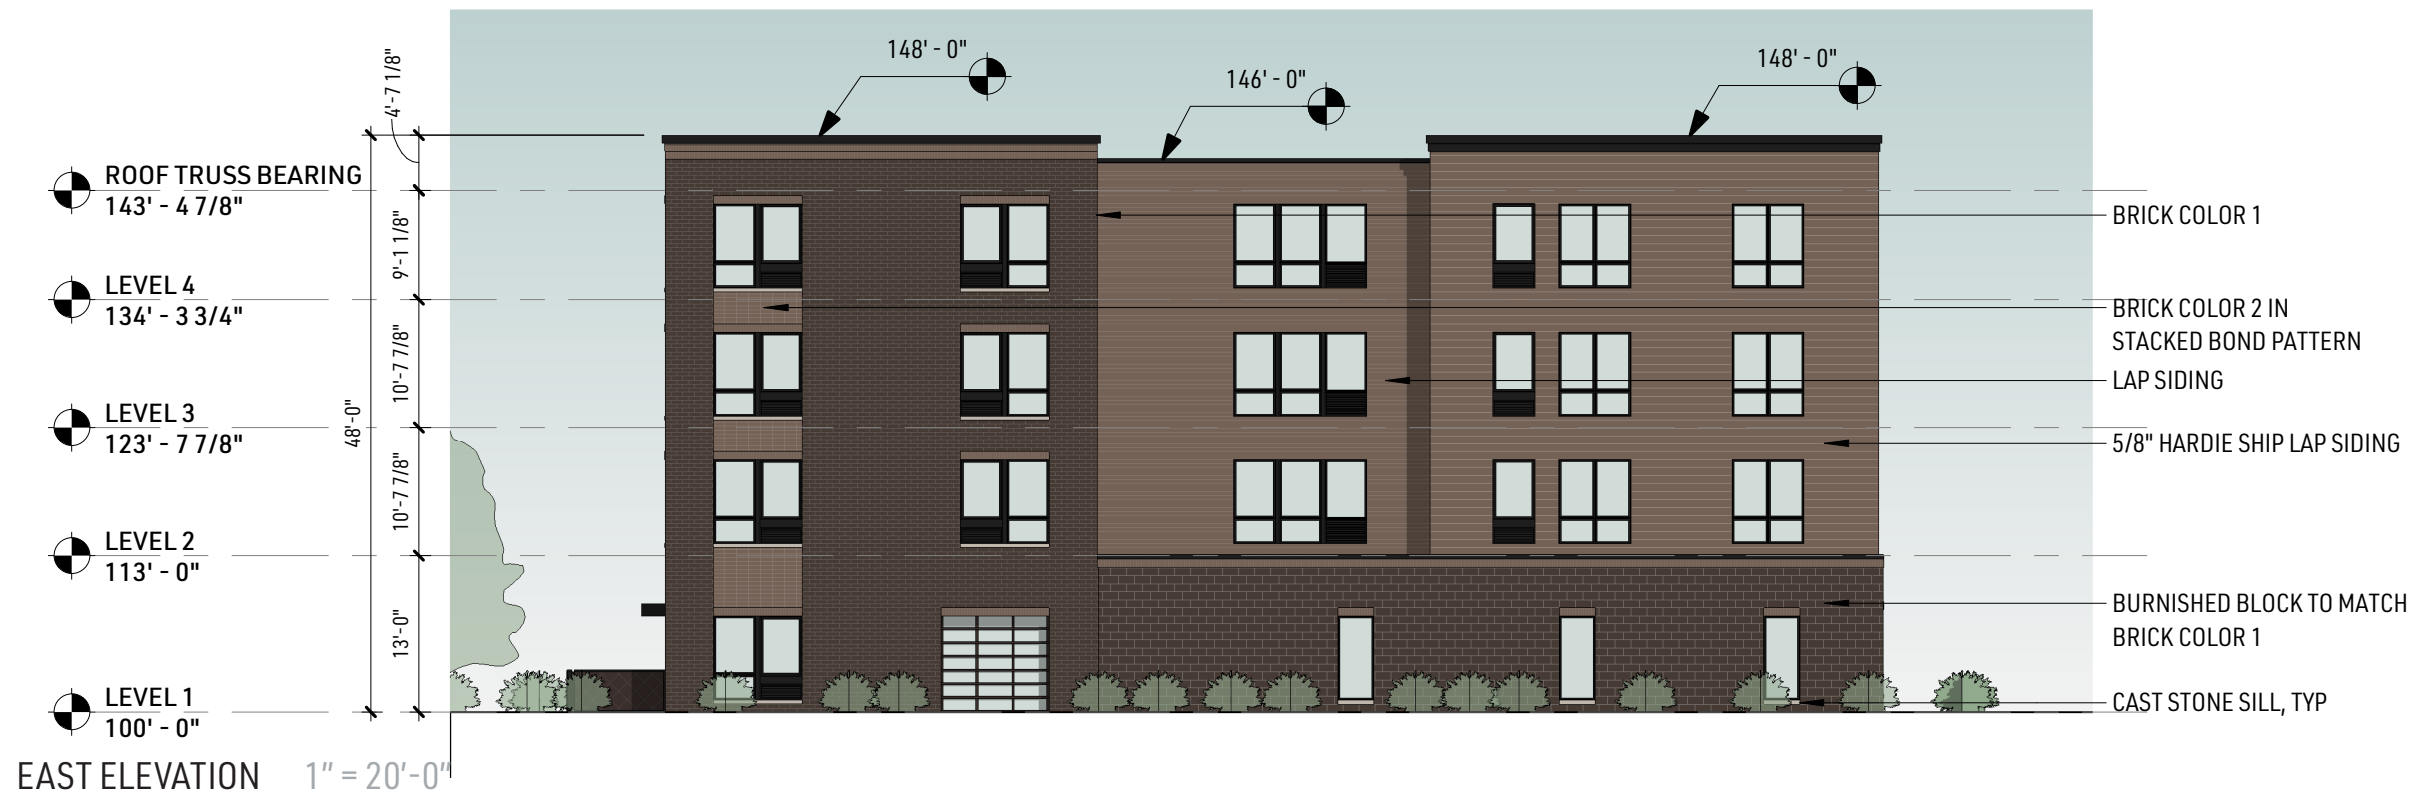 148' - 0"
146' - 0"
148' - 0"
4'-7 1/8"
ROOF TRUSS BEARING
143' - 4 7/8"
9'-1 1/8"
BRICK COLOR 1
LEVEL 4
134' - 3 3/4"
BRICK COLOR 2 IN
STACKED BOND PATTERN
10'-7 7/8"
LAP SIDING
LEVEL 3
123' - 7 7/8"
48'-0"
5/8" HARDIE SHIP LAP SIDING
10'-7 7/8"
LEVEL 2
113' - 0"
BURNISHED BLOCK TO MATCH
BRICK COLOR 1
13'-0"
LEVEL 1
100' - 0"
CAST STONE SILL, TYP
EAST ELEVATION 1" = 20'-0"